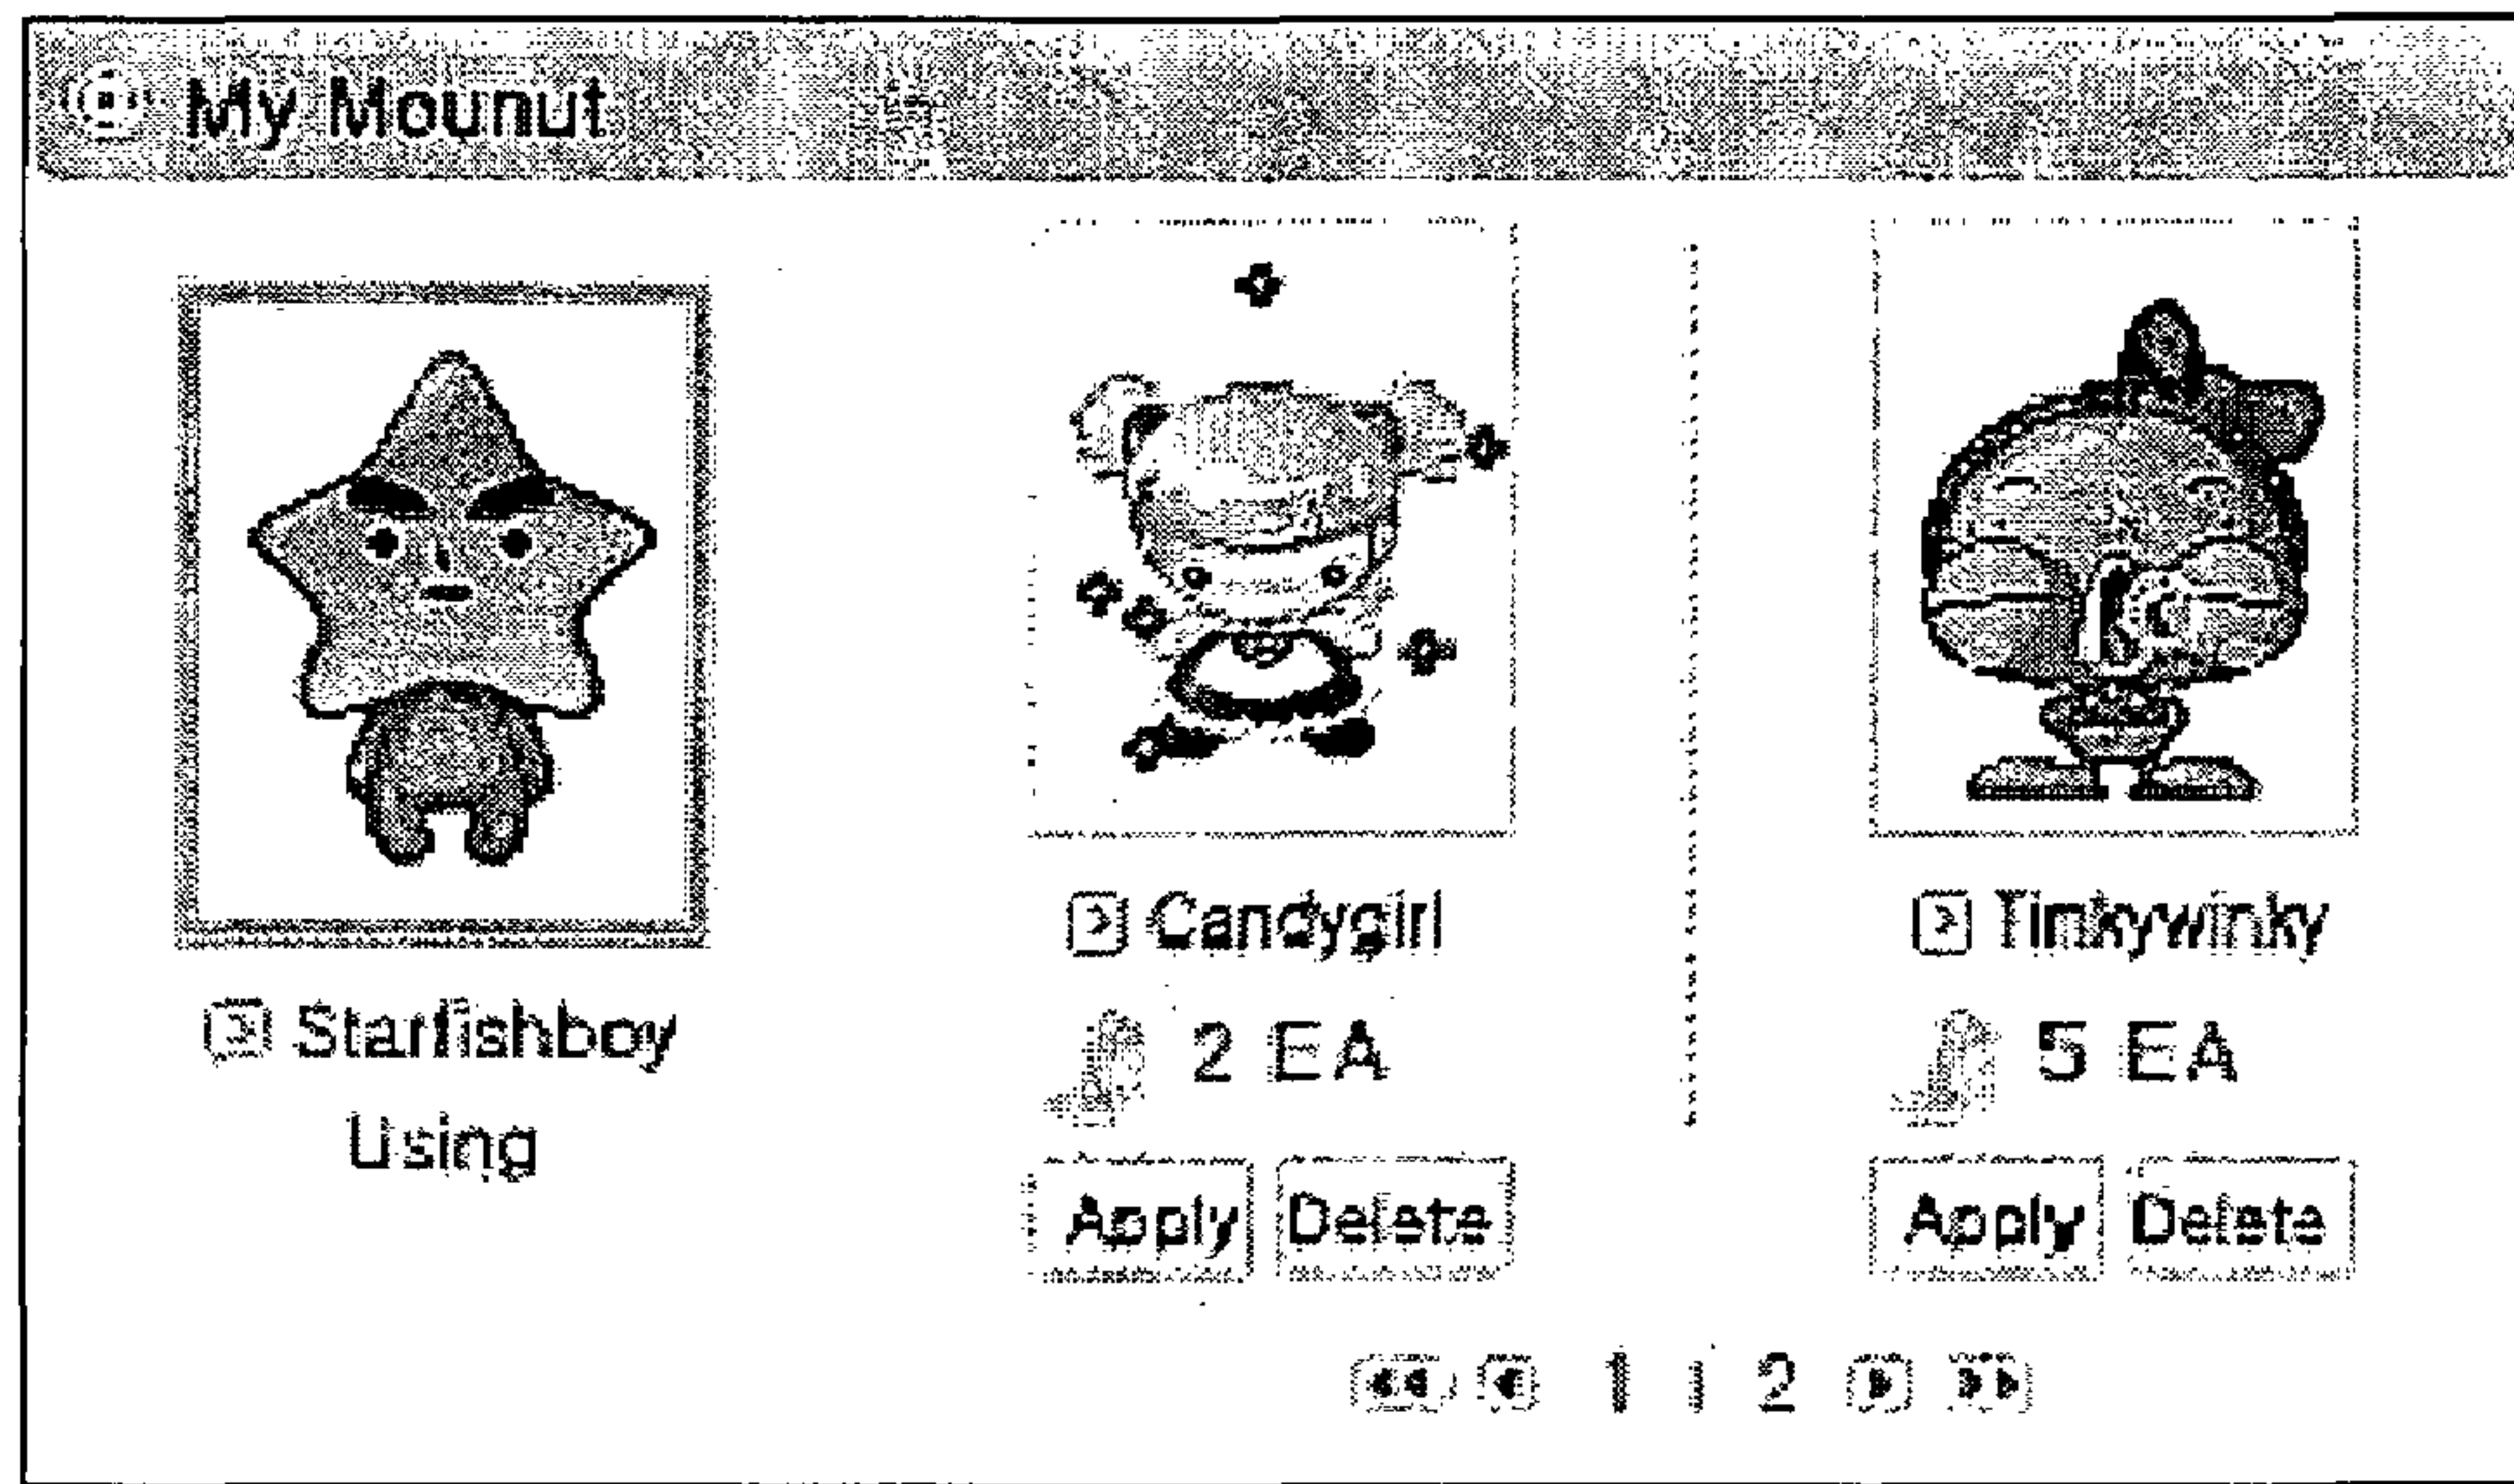 My Mounut
Starfishboy
Using
Candygirl
2 EA
Apply Delete
Tinkywinky
5 EA
Apply Delete
1 / 2